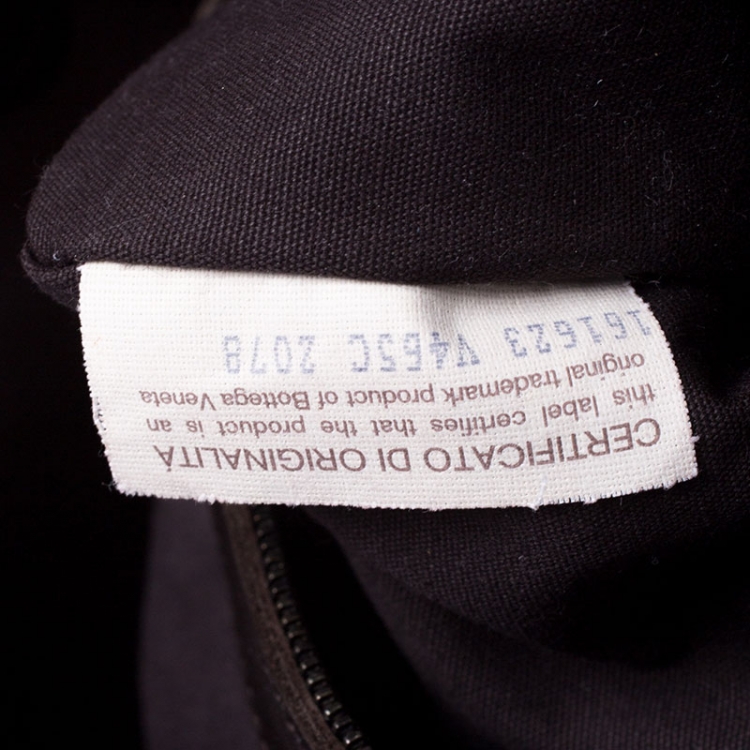 CERTIFICATO DI ORIGINALITÀ
this label certifies that the product is an
original trademark product of Bottega Veneta
161623 V465C 2078